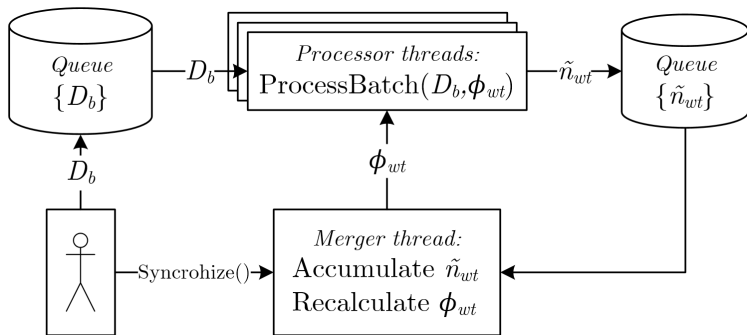 Queue
{D_b}
D_b
Processor threads:
ProcessBatch(D_b,ϕ_wt)
ñ_wt
Queue
{ñ_wt}
D_b
ϕ_wt
Syncrohize()
Merger thread:
Accumulate ñ_wt
Recalculate ϕ_wt